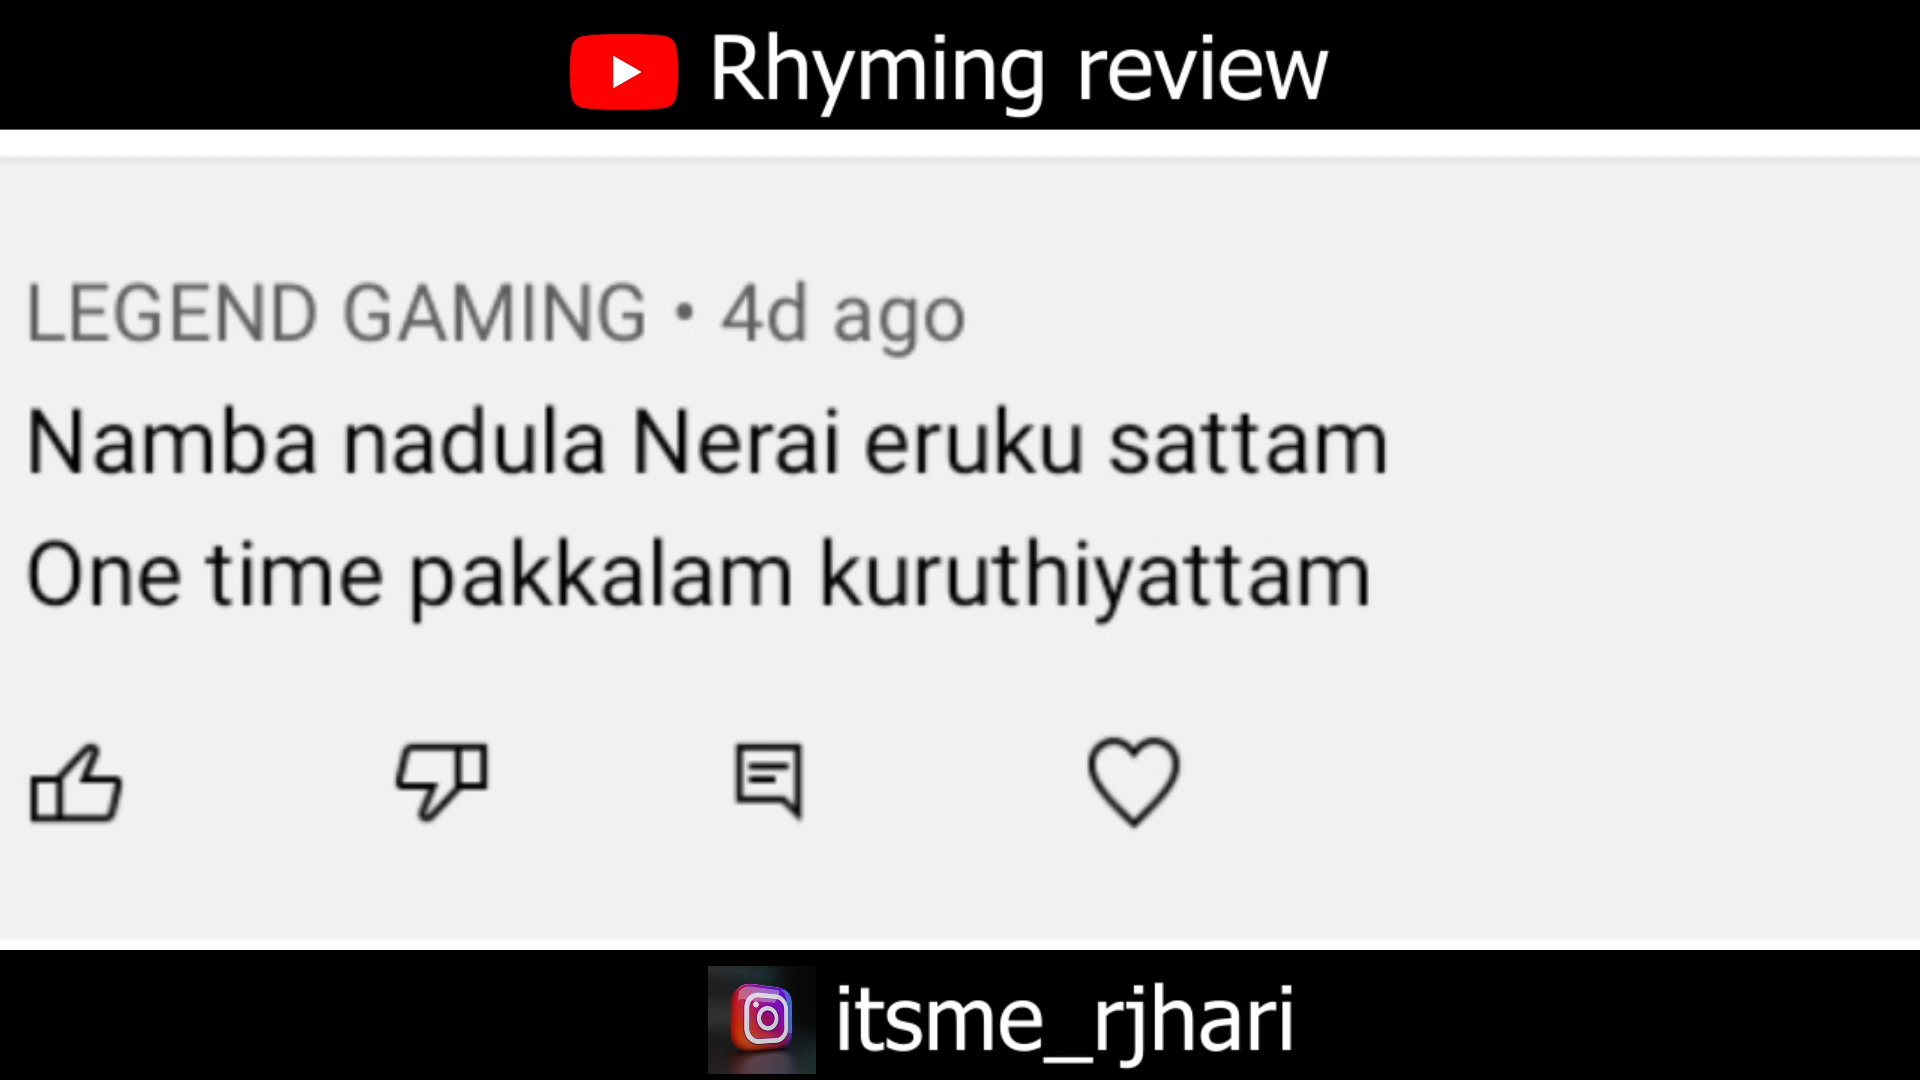 Rhyming review
LEGEND GAMING • 4d ago
Namba nadula Nerai eruku sattam
One time pakkalam kuruthiyattam
itsme_rjhari